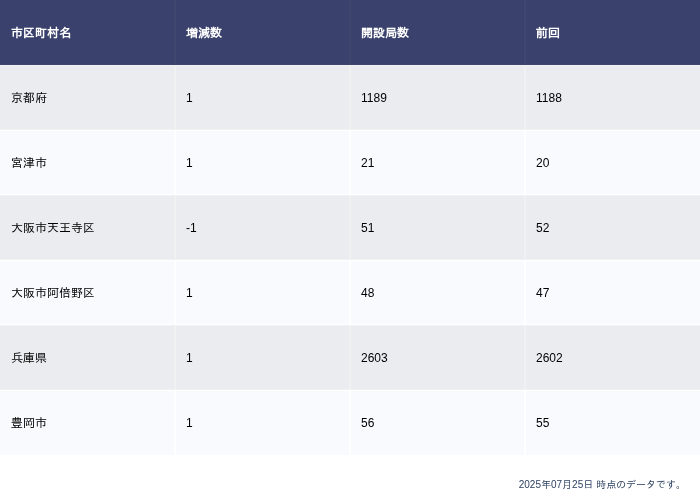 市区町村名 増減数 開設局数 前回
京都府 1 1189 1188
宮津市 1 21 20
大阪市天王寺区 -1 51 52
大阪市阿倍野区 1 48 47
兵庫県 1 2603 2602
豊岡市 1 56 55
2025年07月25日 時点のデータです。